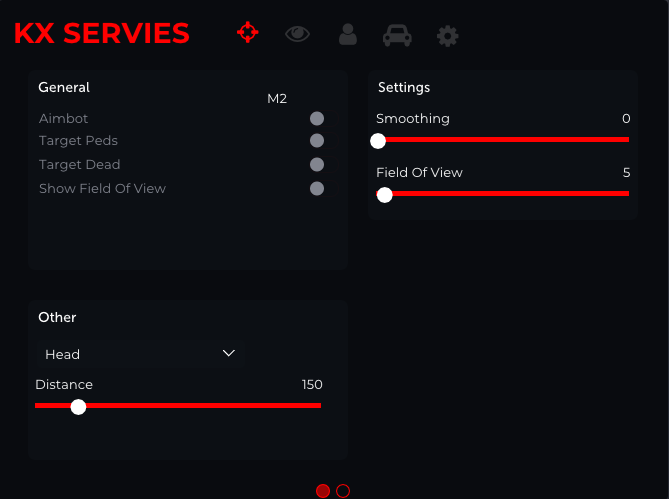 KX SERVIES
General
M2
Aimbot
Target Peds
Target Dead
Show Field Of View
Settings
Smoothing 0
Field Of View 5
Other
Head
Distance 150